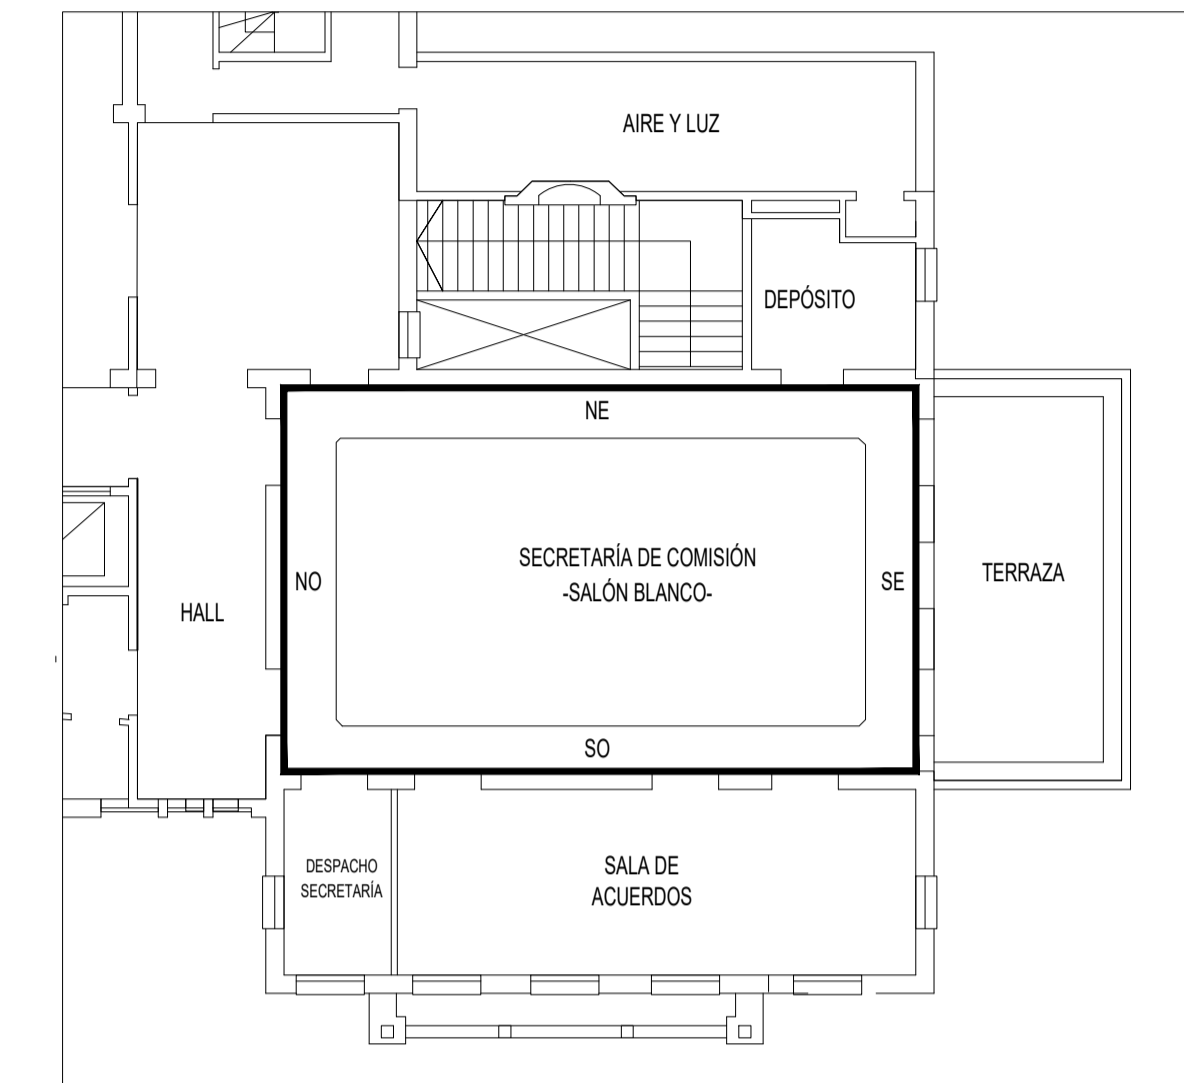 AIRE Y LUZ
DEPÓSITO
NE
SECRETARÍA DE COMISIÓN
-SALÓN BLANCO-
NO
SE
TERRAZA
HALL
SO
DESPACHO
SECRETARÍA
SALA DE
ACUERDOS